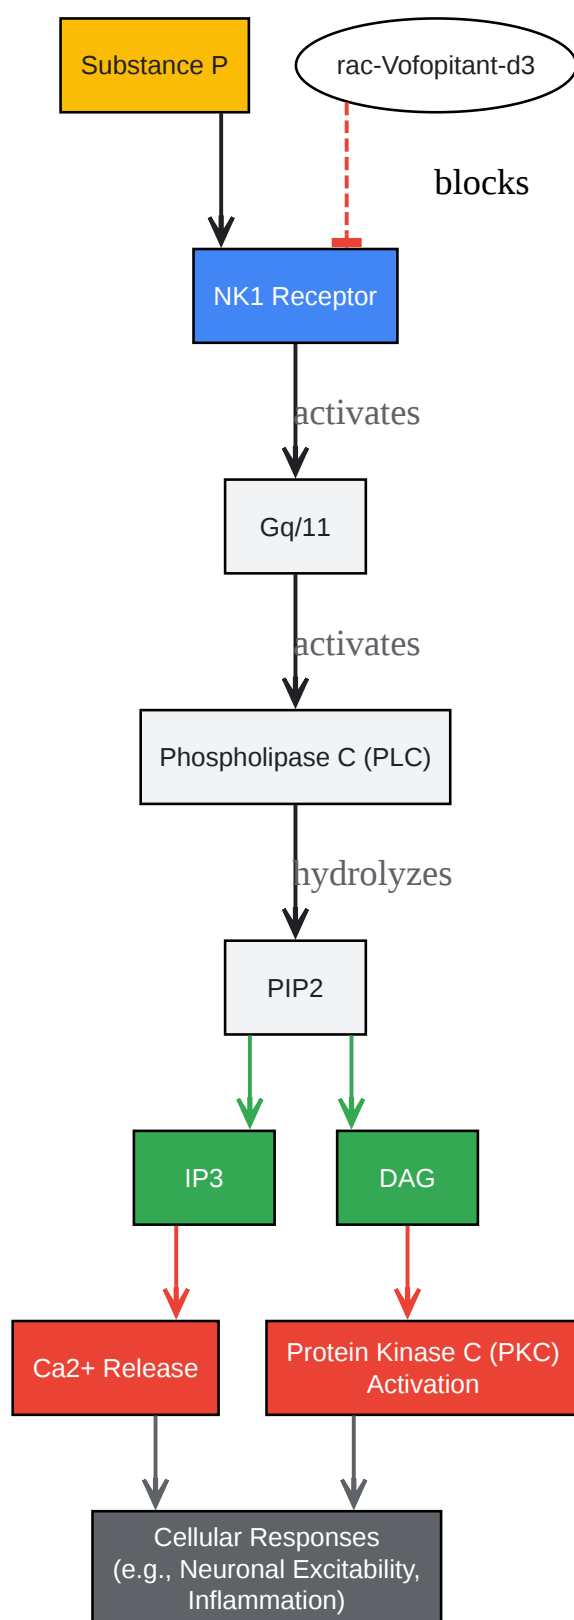 Substance P
rac-Vofopitant-d3
blocks
NK1 Receptor
activates
Gq/11
activates
Phospholipase C (PLC)
hydrolyzes
PIP2
IP3
DAG
Ca2+ Release
Protein Kinase C (PKC)
Activation
Cellular Responses
(e.g., Neuronal Excitability,
Inflammation)